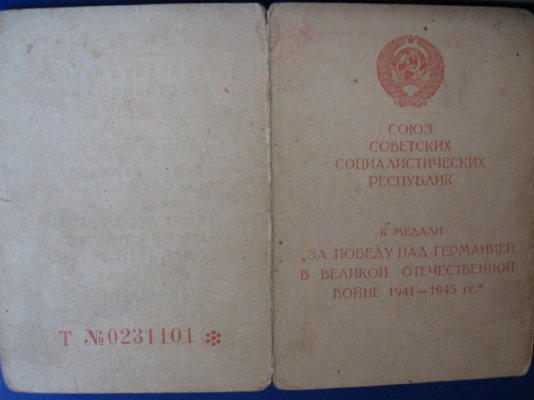 Т №0231101 *
СОЮЗ
СОВЕТСКИХ
СОЦИАЛИСТИЧЕСКИХ
РЕСПУБЛИК
К МЕДАЛИ
„ЗА ПОБЕДУ НАД ГЕРМАНИЕЙ
В ВЕЛИКОЙ ОТЕЧЕСТВЕННОЙ
ВОЙНЕ 1941—1945 гг."